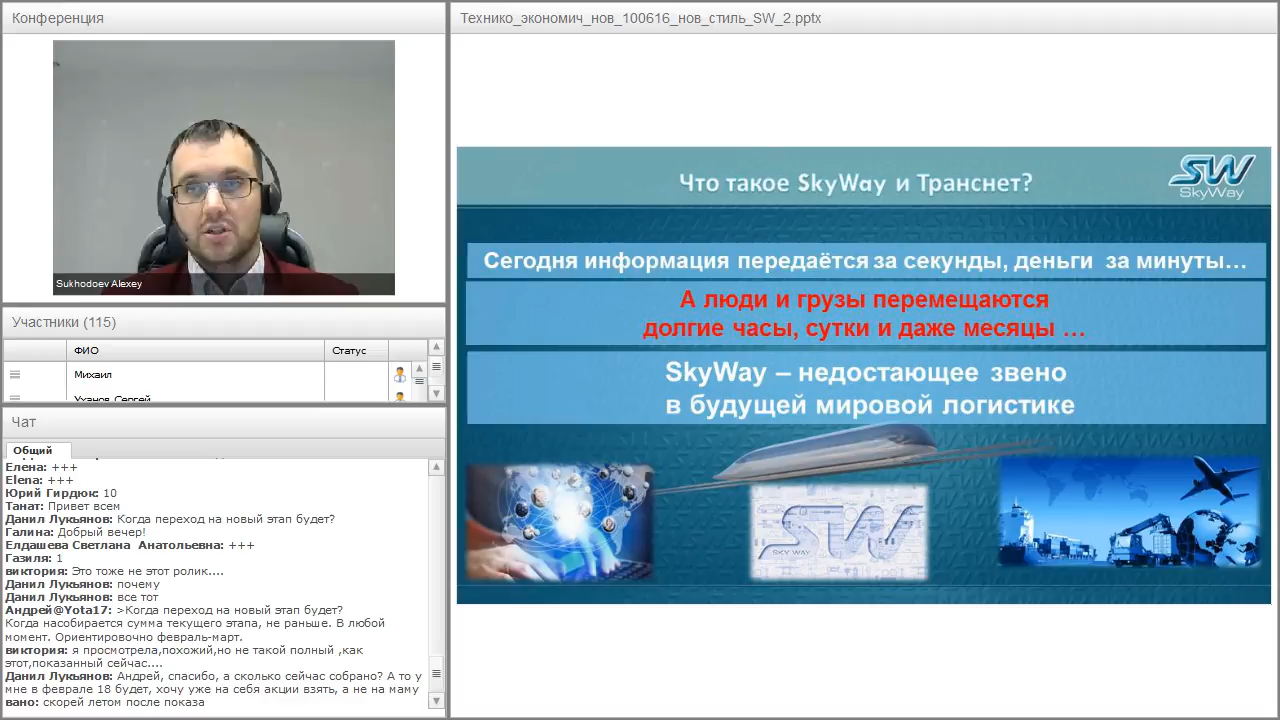 Конференция
Sukhodoev Alexey
Участники (115)
ФИО
Статус
Михаил
Уханов Сергей
Чат
Общий
Елена: +++
Elena: +++
Юрий Гирдюк: 10
Танат: Привет всем
Данил Лукьянов: Когда переход на новый этап будет?
Галина: Добрый вечер!
Елдашева Светлана Анатольевна: +++
Газиля: 1
виктория: Это тоже не этот ролик....
Данил Лукьянов: почему
Данил Лукьянов: все тот
Андрей@Yota17: >Когда переход на новый этап будет?
Когда насобирается сумма текущего этапа, не раньше. В любой
момент. Ориентировочно февраль-март.
виктория: я просмотрела,похожий,но не такой полный ,как
этот,показанный сейчас....
Данил Лукьянов: Андрей, спасибо, а сколько сейчас собрано? А то у
мне в феврале 18 будет, хочу уже на себя акции взять, а не на маму
вано: скорей летом после показа
Технико_экономич_нов_100616_нов_стиль_SW_2.pptx
Что такое SkyWay и Транснет?
SW
SkyWay
Сегодня информация передаётся за секунды, деньги за минуты...
А люди и грузы перемещаются
долгие часы, сутки и даже месяцы ...
SkyWay – недостающее звено
в будущей мировой логистике
SW
SKY WAY